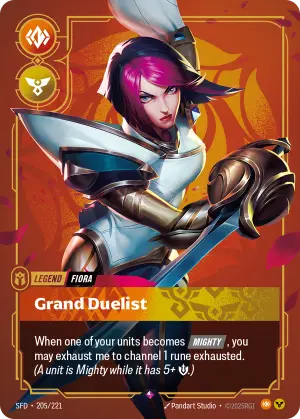 LEGEND FIORA
Grand Duelist
When one of your units becomes MIGHTY, you
may exhaust me to channel 1 rune exhausted.
(A unit is Mighty while it has 5+ .)
SFD • 205/221 Pandart Studio • ©2025RGI